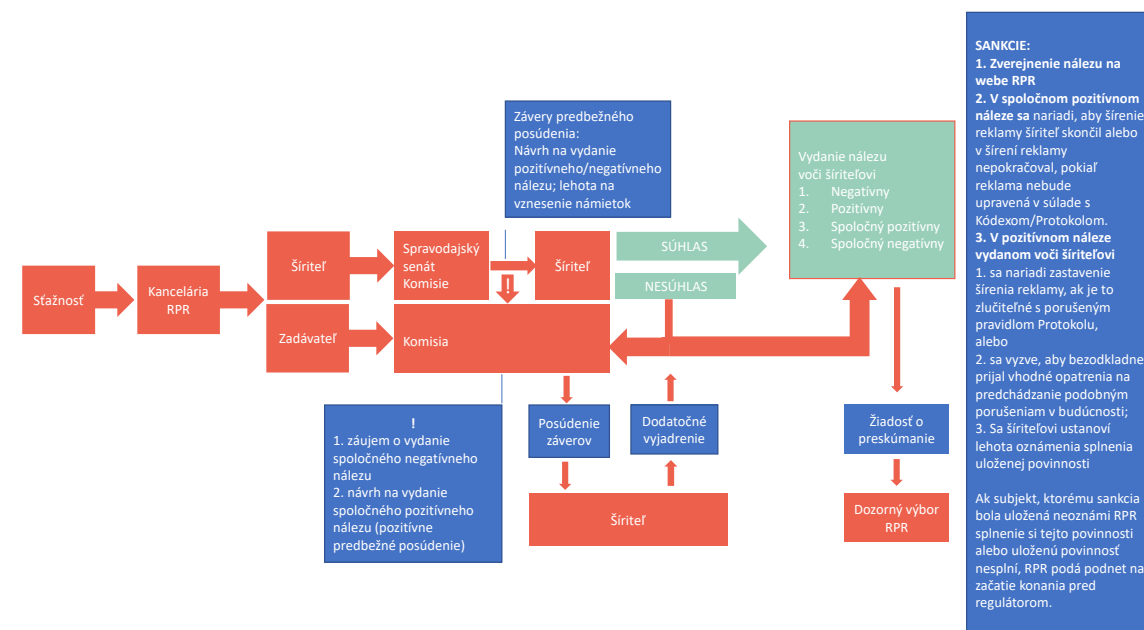 Sťažnosť
Kancelária
RPR
Šíriteľ
Zadávateľ
Spravodajský
senát
Komisie
!
Komisia
Závery predbežného
posúdenia:
Návrh na vydanie
pozitívneho/negatívneho
nálezu; lehota na
vznesenie námietok
Šíriteľ
SÚHLAS
NESÚHLAS
Vydanie nálezu
voči šíriteľovi
1. Negatívny
2. Pozitívny
3. Spoločný pozitívny
4. Spoločný negatívny
!
1. záujem o vydanie
spoločného negatívneho
nálezu
2. návrh na vydanie
spoločného pozitívneho
nálezu (pozitívne
predbežné posúdenie)
Posúdenie
záverov
Dodatočné
vyjadrenie
Šíriteľ
Žiadosť o
preskúmanie
Dozorný výbor
RPR
SANKCIE:
1. Zverejnenie nálezu na
webe RPR
2. V spoločnom pozitívnom
náleze sa nariadi, aby šírenie
reklamy šíriteľ skončil alebo
v šírení reklamy
nepokračoval, pokiaľ
reklama nebude
upravená v súlade s
Kódexom/Protokolom.
3. V pozitívnom náleze
vydanom voči šíriteľovi
1. sa nariadi zastavenie
šírenia reklamy, ak je to
zlučiteľné s porušeným
pravidlom Protokolu,
alebo
2. sa vyzve, aby bezodkladne
prijal vhodné opatrenia na
predchádzanie podobným
porušeniam v budúcnosti;
3. Sa šíriteľovi ustanoví
lehota oznámenia splnenia
uloženej povinnosti
Ak subjekt, ktorému sankcia
bola uložená neoznámi RPR
splnenie si tejto povinnosti
alebo uloženú povinnosť
nesplní, RPR podá podnet na
začatie konania pred
regulátorom.